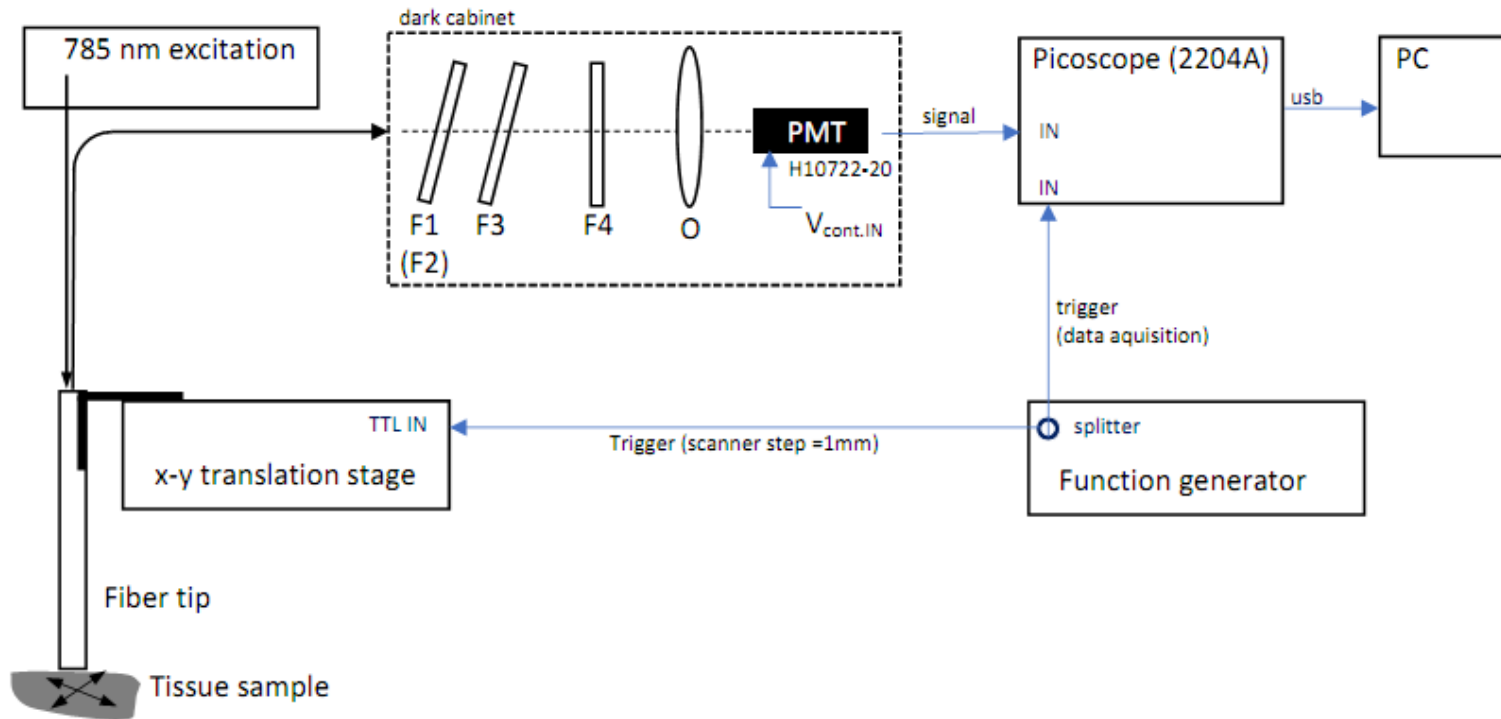 dark cabinet
785 nm excitation
Picoscope (2204A)
PC
usb
PMT
signal
IN
H10722-20
IN
F1
F3
F4
O
Vcont.IN
(F2)
trigger
(data aquisition)
TTL IN
splitter
Trigger (scanner step =1mm)
x-y translation stage
Function generator
Fiber tip
Tissue sample